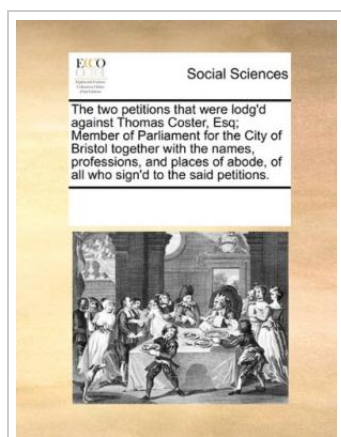 ECCO
Social Sciences
The two petitions that were lodg'd
against Thomas Coster, Esq;
Member of Parliament for the City of
Bristol together with the names,
professions, and places of abode, of
all who sign'd to the said petitions.